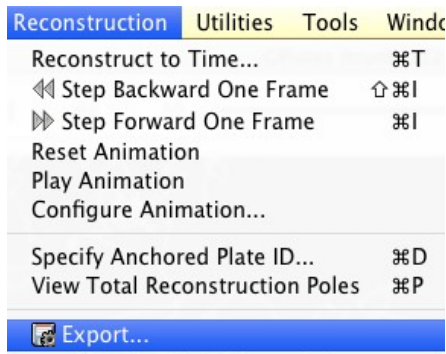 Reconstruction Utilities Tools Windo
Reconstruct to Time... ⌘T
Step Backward One Frame ⇧⌘I
Step Forward One Frame ⌘I
Reset Animation
Play Animation
Configure Animation...
Specify Anchored Plate ID... ⌘D
View Total Reconstruction Poles ⌘P
Export...